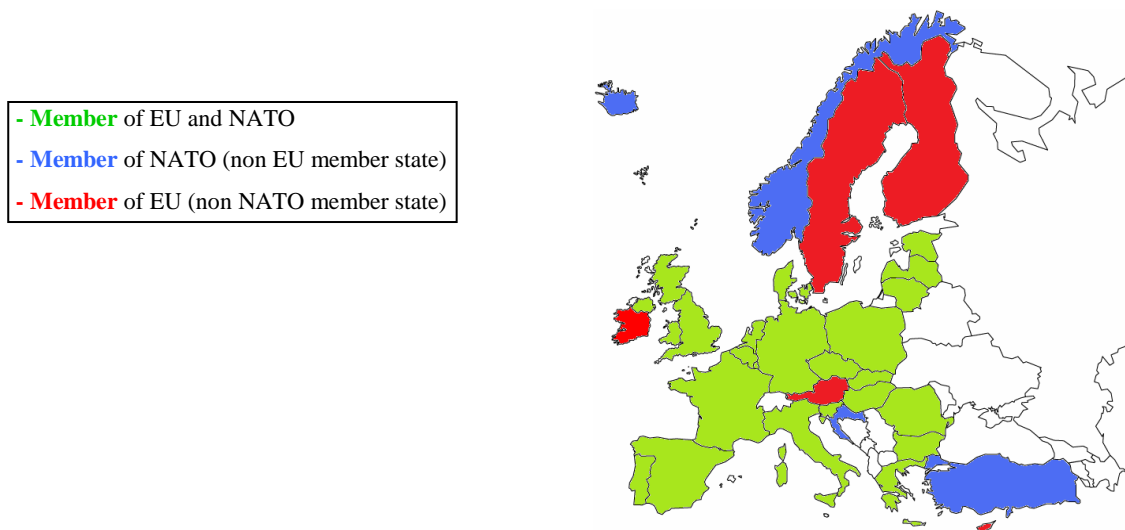 - Member of EU and NATO
- Member of NATO (non EU member state)
- Member of EU (non NATO member state)